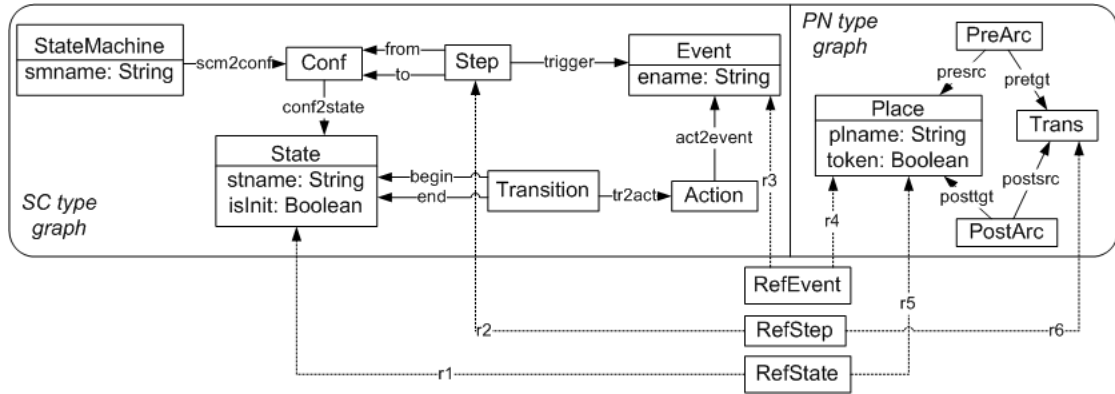 StateMachine
smname: String
scm2conf
Conf
from
to
Step
trigger
Event
ename: String
conf2state
act2event
State
stname: String
isInit: Boolean
begin
end
Transition
tr2act
Action
r3
SC type
graph
PN type
graph
PreArc
presrc
pretgt
Place
plname: String
token: Boolean
Trans
posttgt
postsrc
PostArc
r4
RefEvent
r5
r2
RefStep
r6
r1
RefState